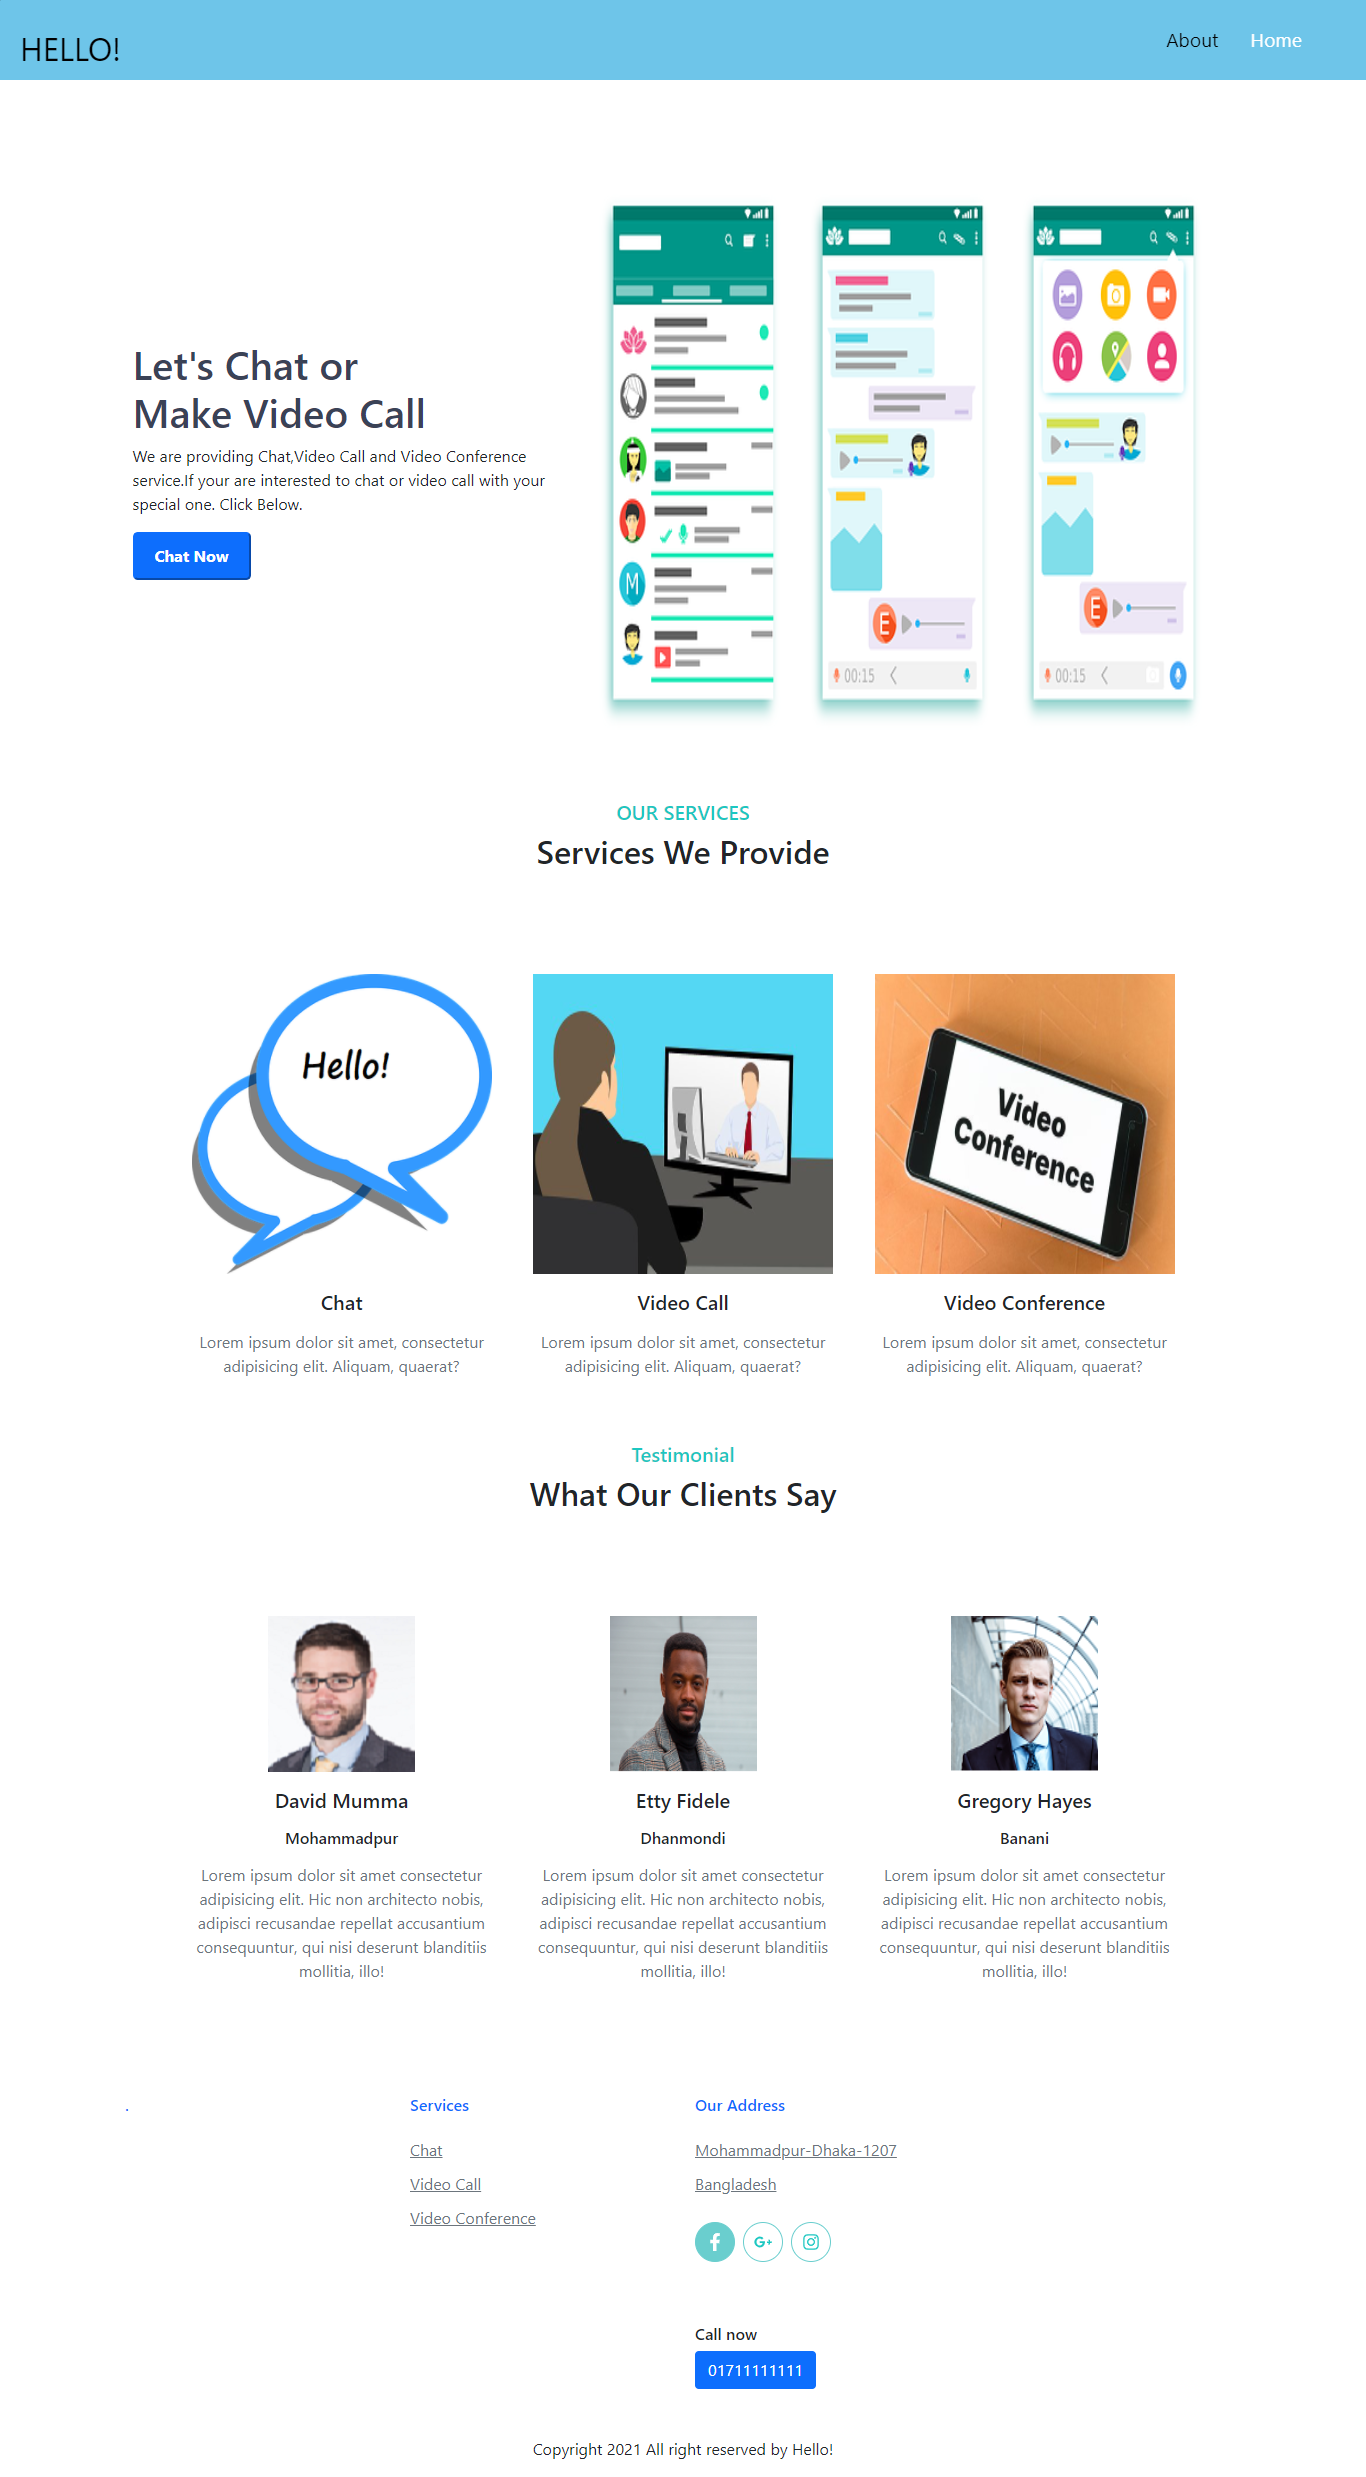 HELLO!
About
Home
Let's Chat or
Make Video Call
We are providing Chat,Video Call and Video Conference
service.If your are interested to chat or video call with your
special one. Click Below.
Chat Now
M
E
00:15
E
00:15
OUR SERVICES
Services We Provide
Hello!
Video
Conference
Chat
Lorem ipsum dolor sit amet, consectetur
adipisicing elit. Aliquam, quaerat?
Video Call
Lorem ipsum dolor sit amet, consectetur
adipisicing elit. Aliquam, quaerat?
Video Conference
Lorem ipsum dolor sit amet, consectetur
adipisicing elit. Aliquam, quaerat?
Testimonial
What Our Clients Say
David Mumma
Mohammadpur
Lorem ipsum dolor sit amet consectetur
adipisicing elit. Hic non architecto nobis,
adipisci recusandae repellat accusantium
consequuntur, qui nisi deserunt blanditiis
mollitia, illo!
Etty Fidele
Dhanmondi
Lorem ipsum dolor sit amet consectetur
adipisicing elit. Hic non architecto nobis,
adipisci recusandae repellat accusantium
consequuntur, qui nisi deserunt blanditiis
mollitia, illo!
Gregory Hayes
Banani
Lorem ipsum dolor sit amet consectetur
adipisicing elit. Hic non architecto nobis,
adipisci recusandae repellat accusantium
consequuntur, qui nisi deserunt blanditiis
mollitia, illo!
.
Services
Chat
Video Call
Video Conference
Our Address
Mohammadpur-Dhaka-1207
Bangladesh
Call now
01711111111
Copyright 2021 All right reserved by Hello!